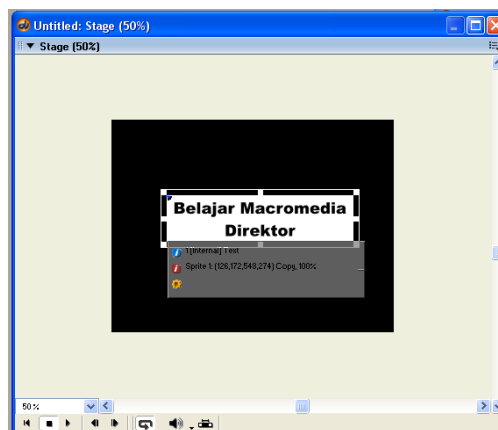 Untitled: Stage (50%)
Stage (50%)
Belajar Macromedia
Direktor
1[Internal] Text
Sprite 1: (126,172,548,274) Copy, 100%
50%